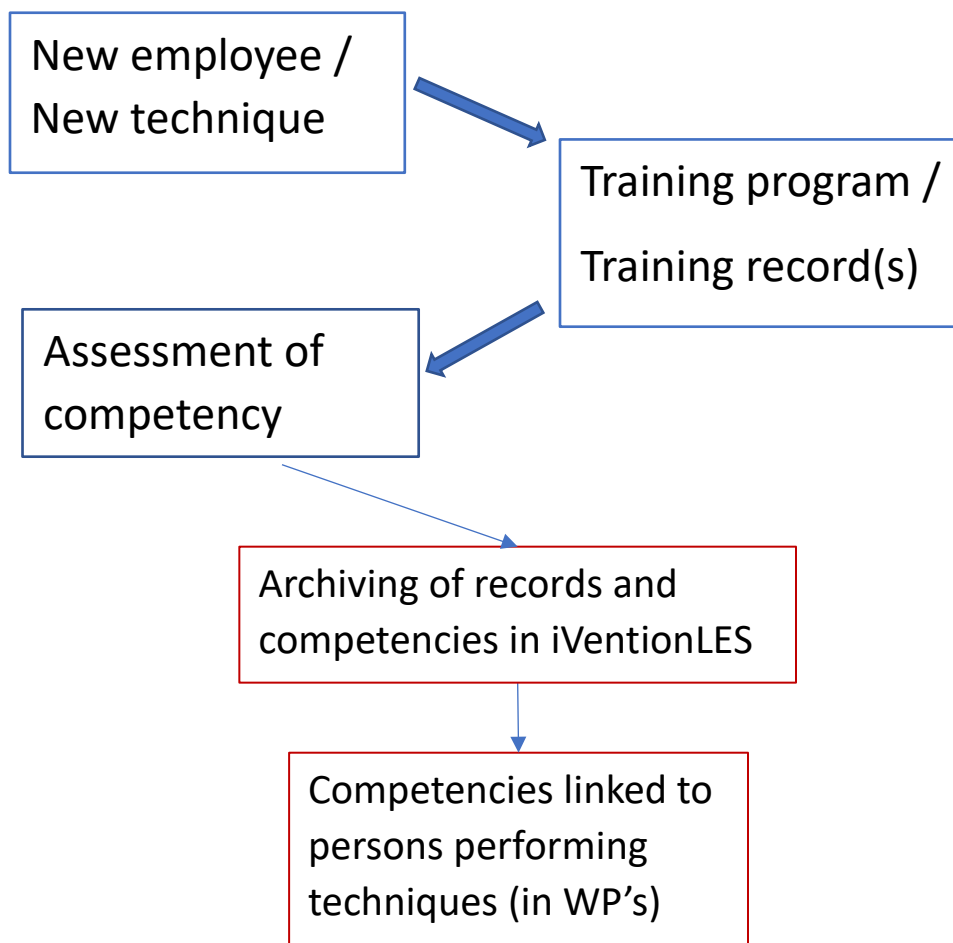 New employee /
New technique
Training program /
Training record(s)
Assessment of
competency
Archiving of records and
competencies in iVentionLES
Competencies linked to
persons performing
techniques (in WP’s)